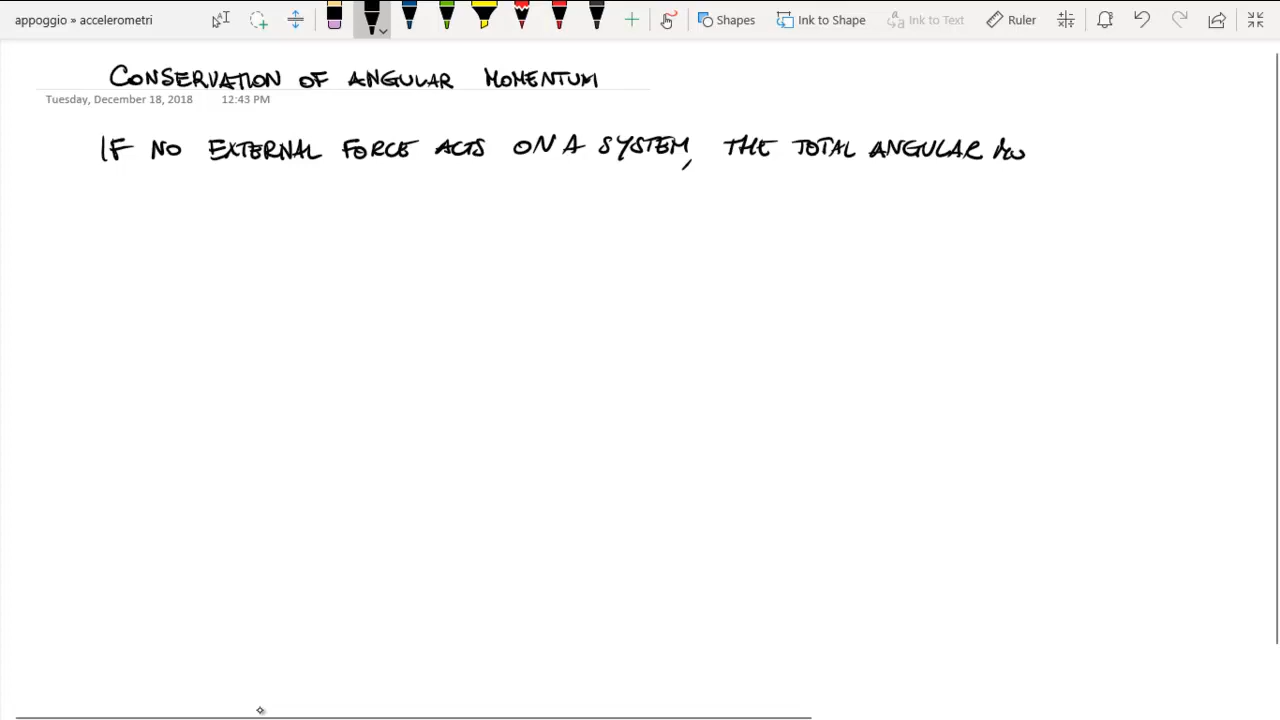 appoggio » accelerometri
Shapes
Ink to Shape
Ink to Text
Ruler
CONSERVATION OF ANGULAR MOMENTUM
Tuesday, December 18, 2018 12:43 PM
IF NO EXTERNAL FORCE ACTS ON A SYSTEM, THE TOTAL ANGULAR MO